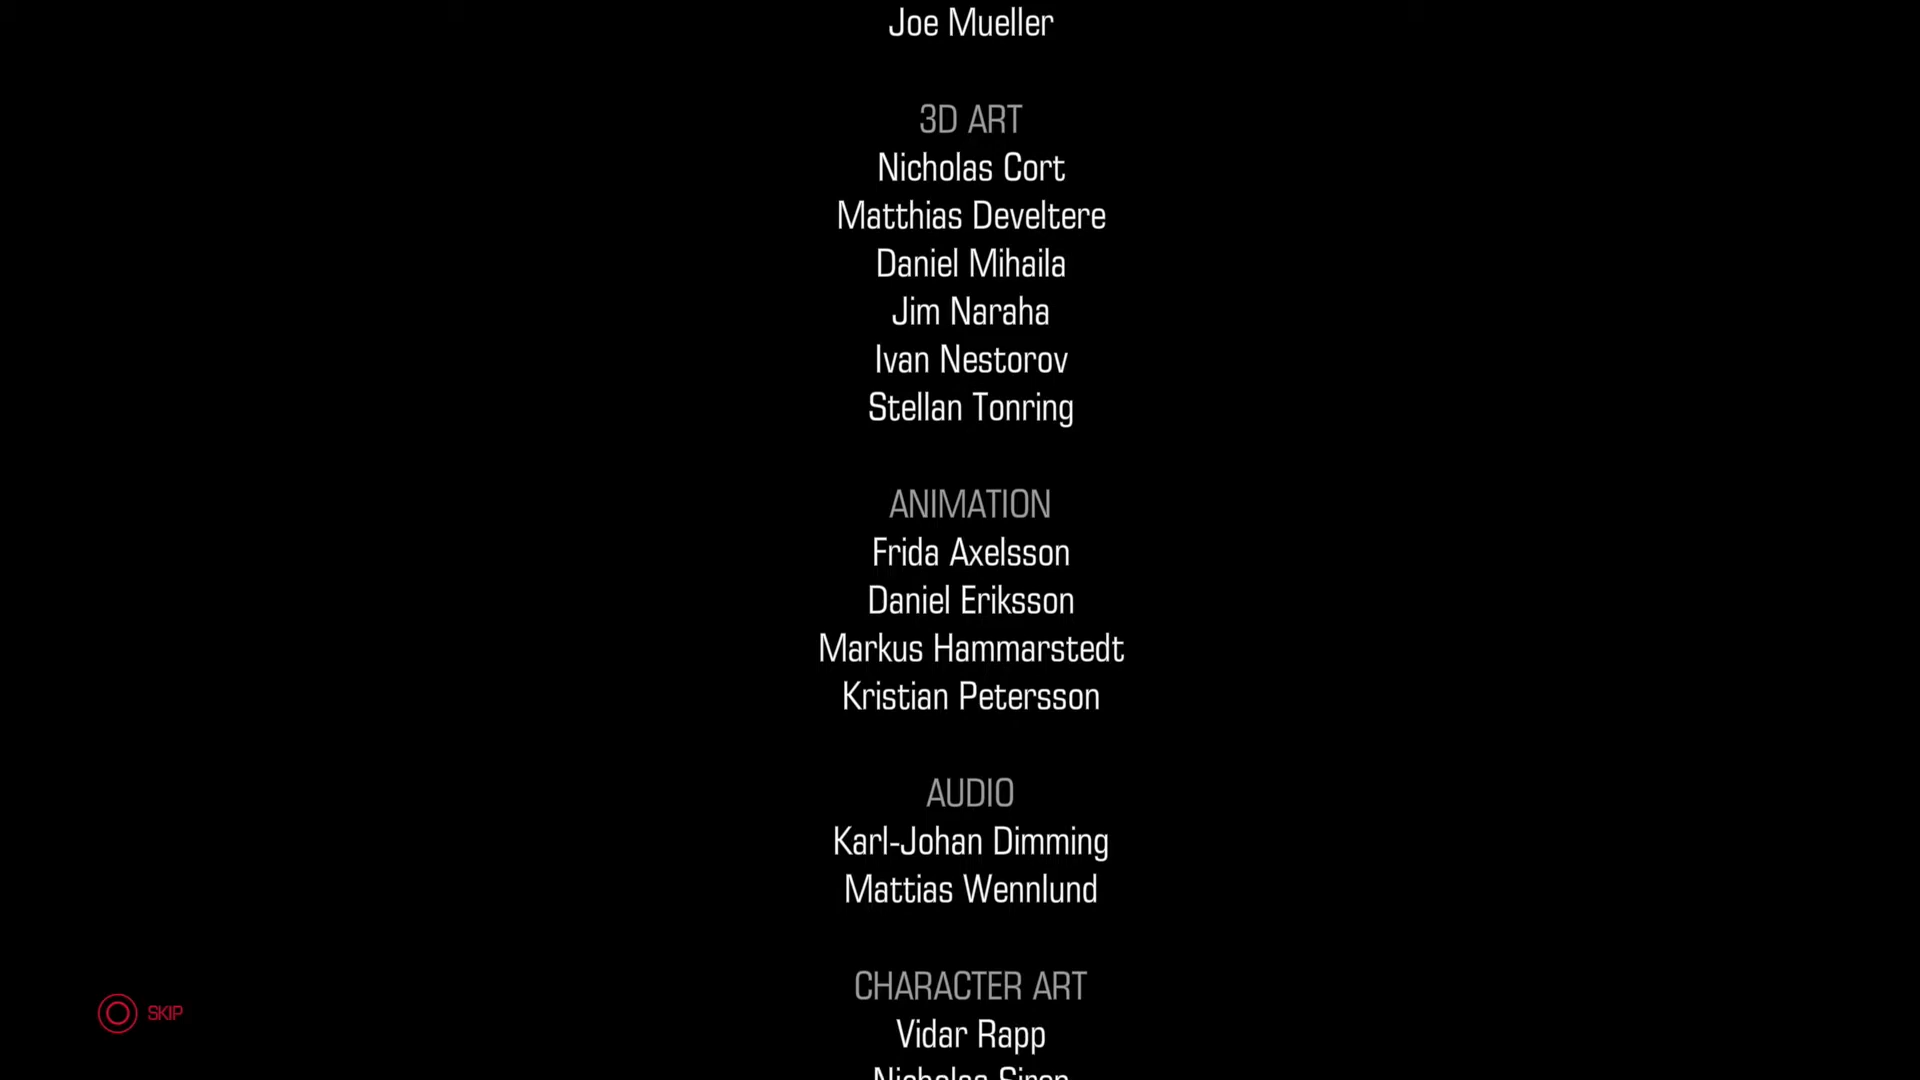 Joe Mueller
3D ART
Nicholas Cort
Matthias Develtere
Daniel Mihaila
Jim Naraha
Ivan Nestorov
Stellan Tonring
ANIMATION
Frida Axelsson
Daniel Eriksson
Markus Hammarstedt
Kristian Petersson
AUDIO
Karl-Johan Dimming
Mattias Wennlund
CHARACTER ART
SKIP
Vidar Rapp
Nicholas